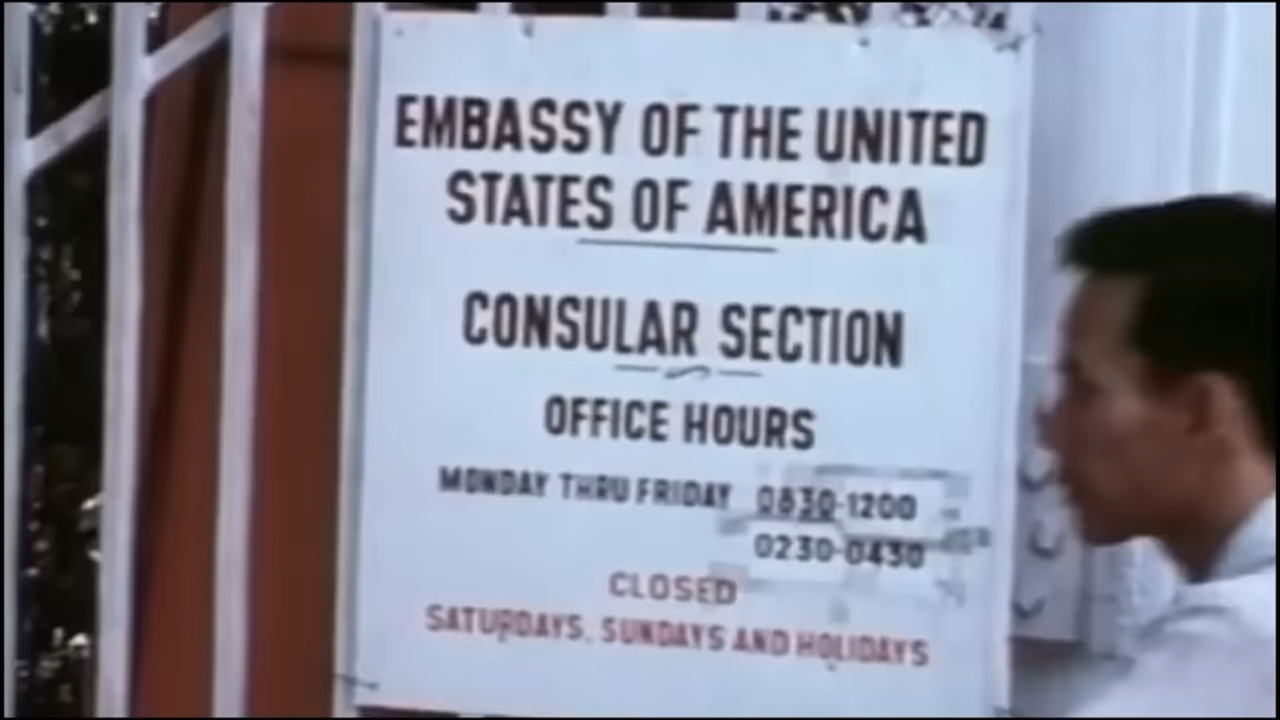 EMBASSY OF THE UNITED
STATES OF AMERICA
CONSULAR SECTION
OFFICE HOURS
MONDAY THRU FRIDAY 0830-1200
0230-0430
CLOSED
SATURDAYS, SUNDAYS AND HOLIDAYS